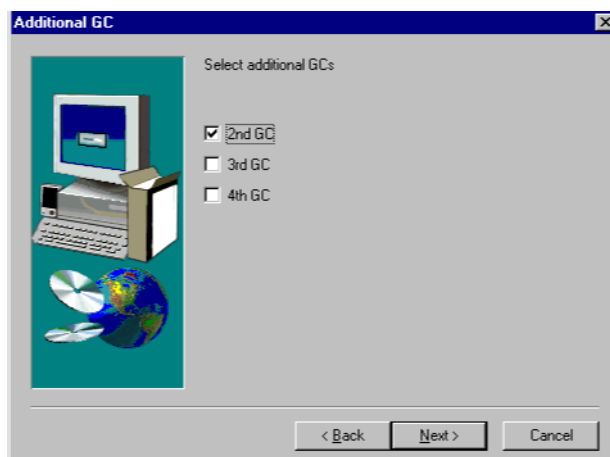 Additional GC
Select additional GCs
2nd GC
3rd GC
4th GC
< Back
Next >
Cancel